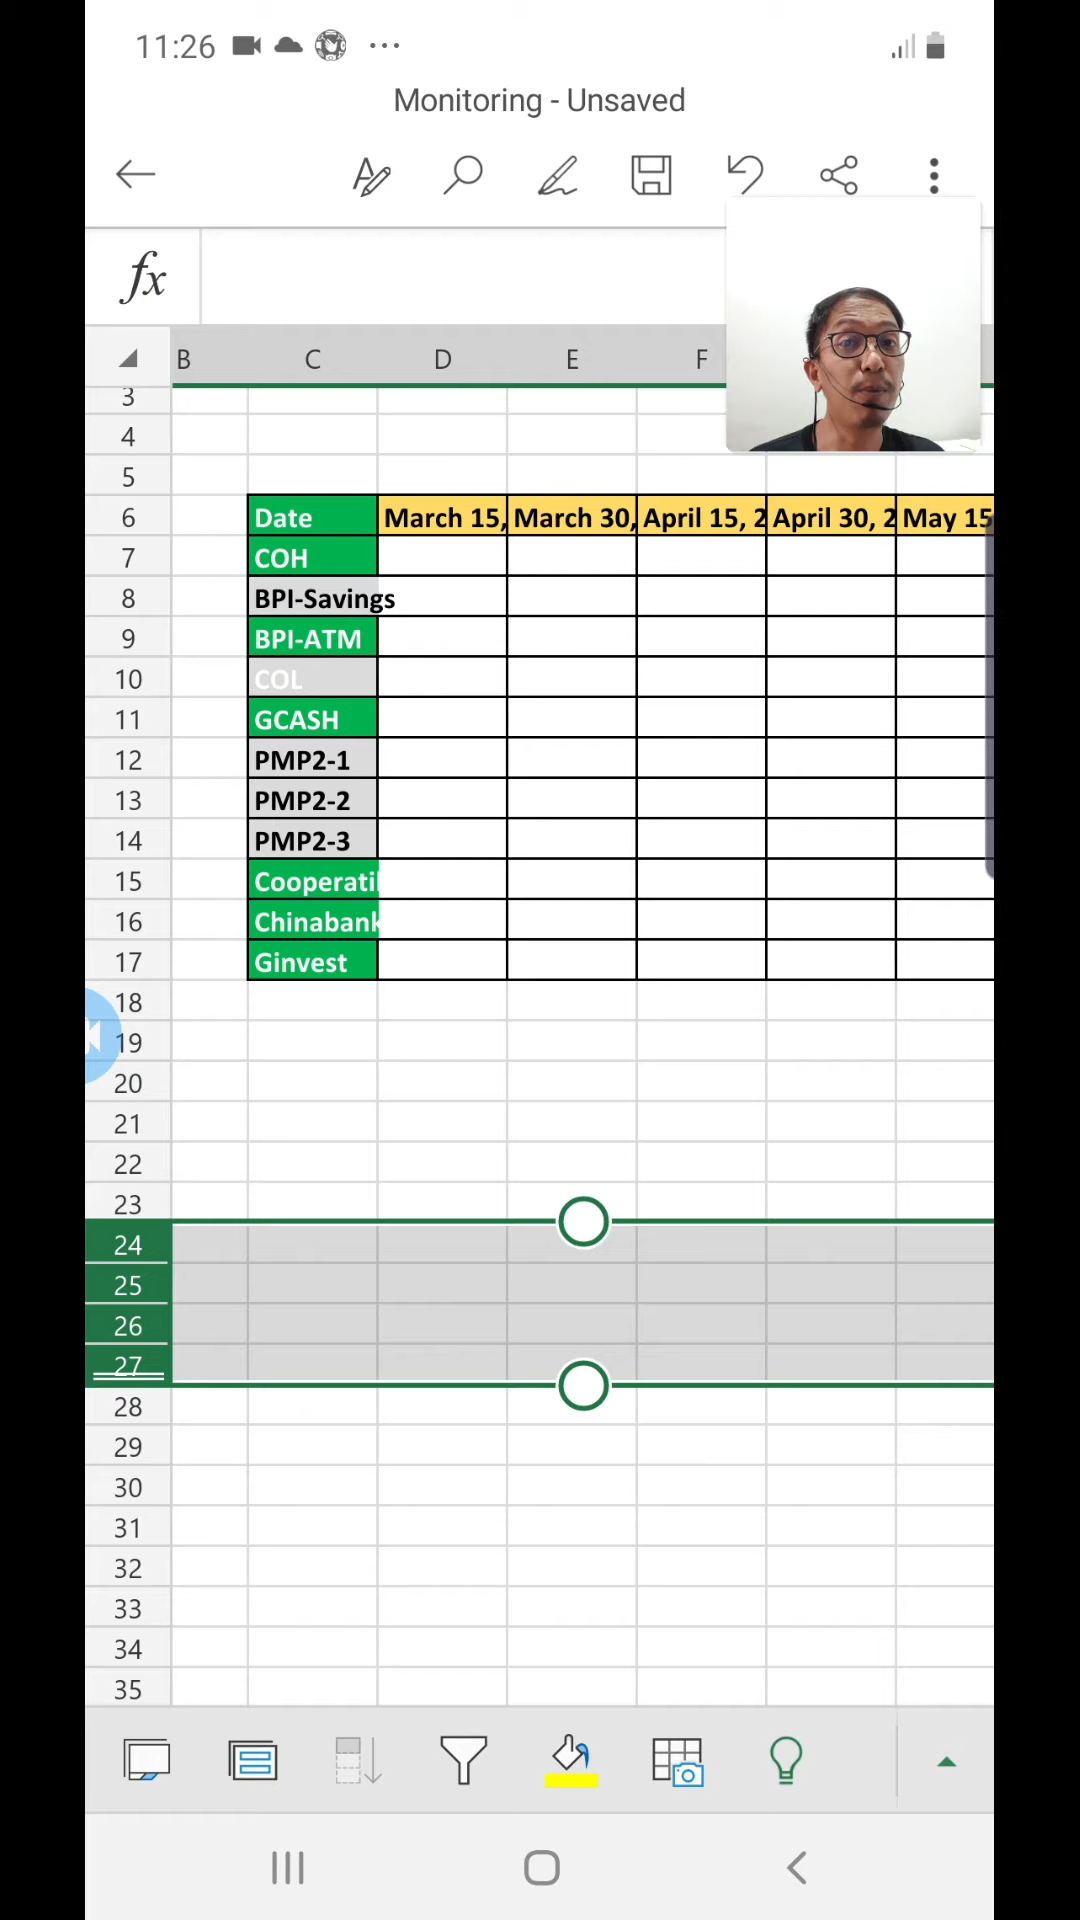 11:26
Monitoring - Unsaved
fx
B C D E F
3
4
5
6 Date March 15, March 30, April 15, 2 April 30, 2 May 15
7 COH
8 BPI-Savings
9 BPI-ATM
10 COL
11 GCASH
12 PMP2-1
13 PMP2-2
14 PMP2-3
15 Cooperati
16 Chinabank
17 Ginvest
18
19
20
21
22
23
24
25
26
27
28
29
30
31
32
33
34
35